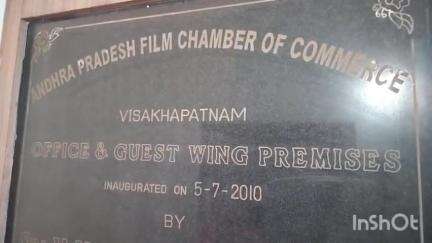 ANDHRA PRADESH FILM CHAMBER OF COMMERCE
VISAKHAPATNAM
OFFICE & GUEST WING PREMISES
INAUGURATED ON 5-7-2010
BY
InShOt